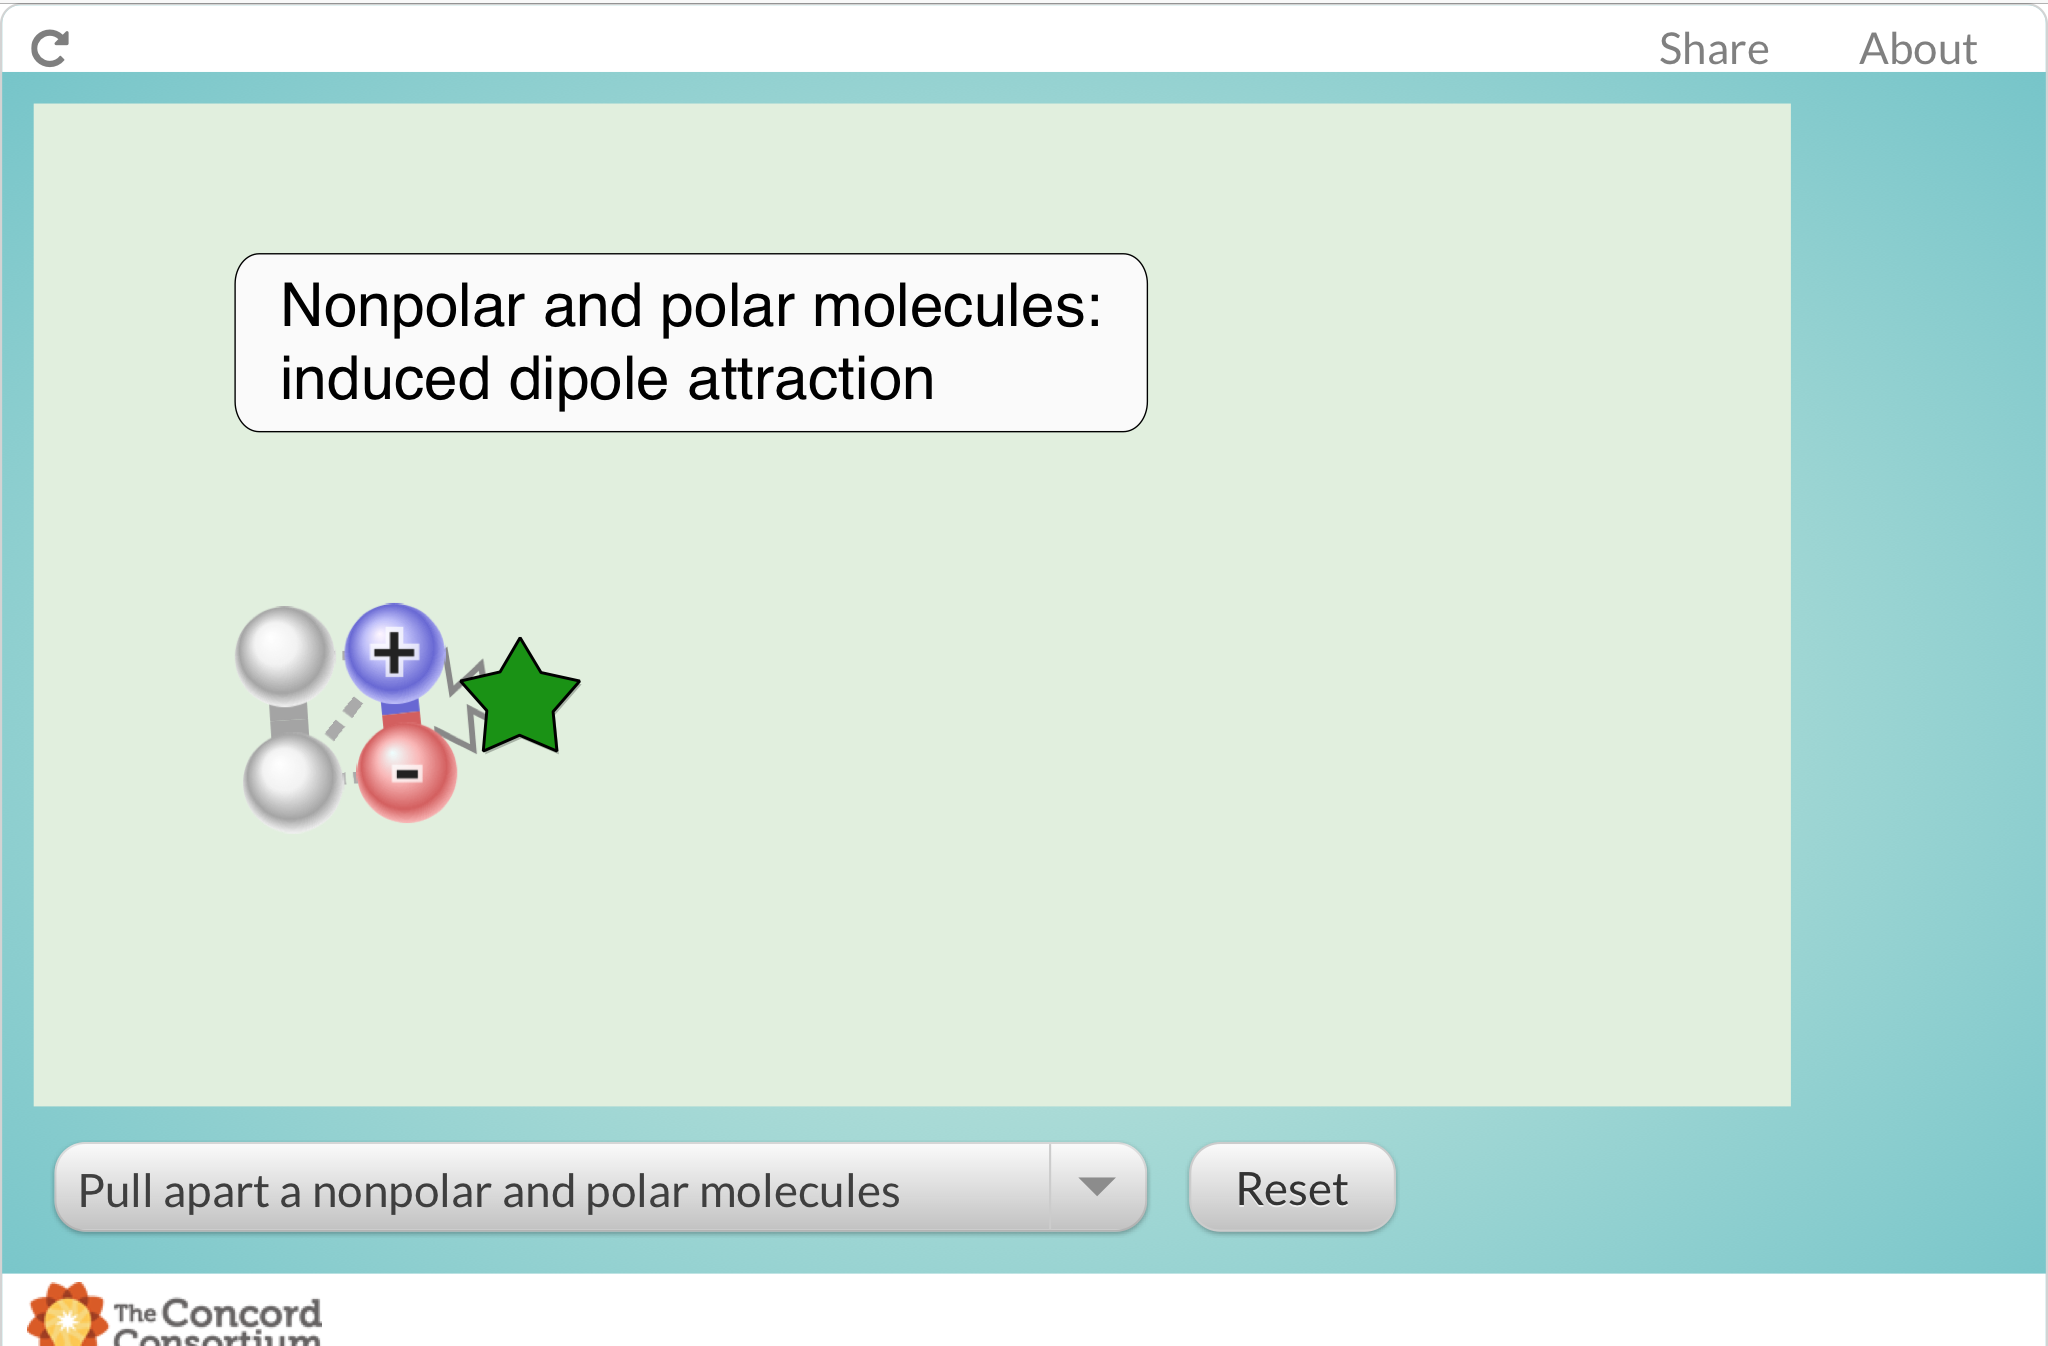 Share About
Nonpolar and polar molecules:
induced dipole attraction
+
-
Pull apart a nonpolar and polar molecules
Reset
The Concord
Consortium